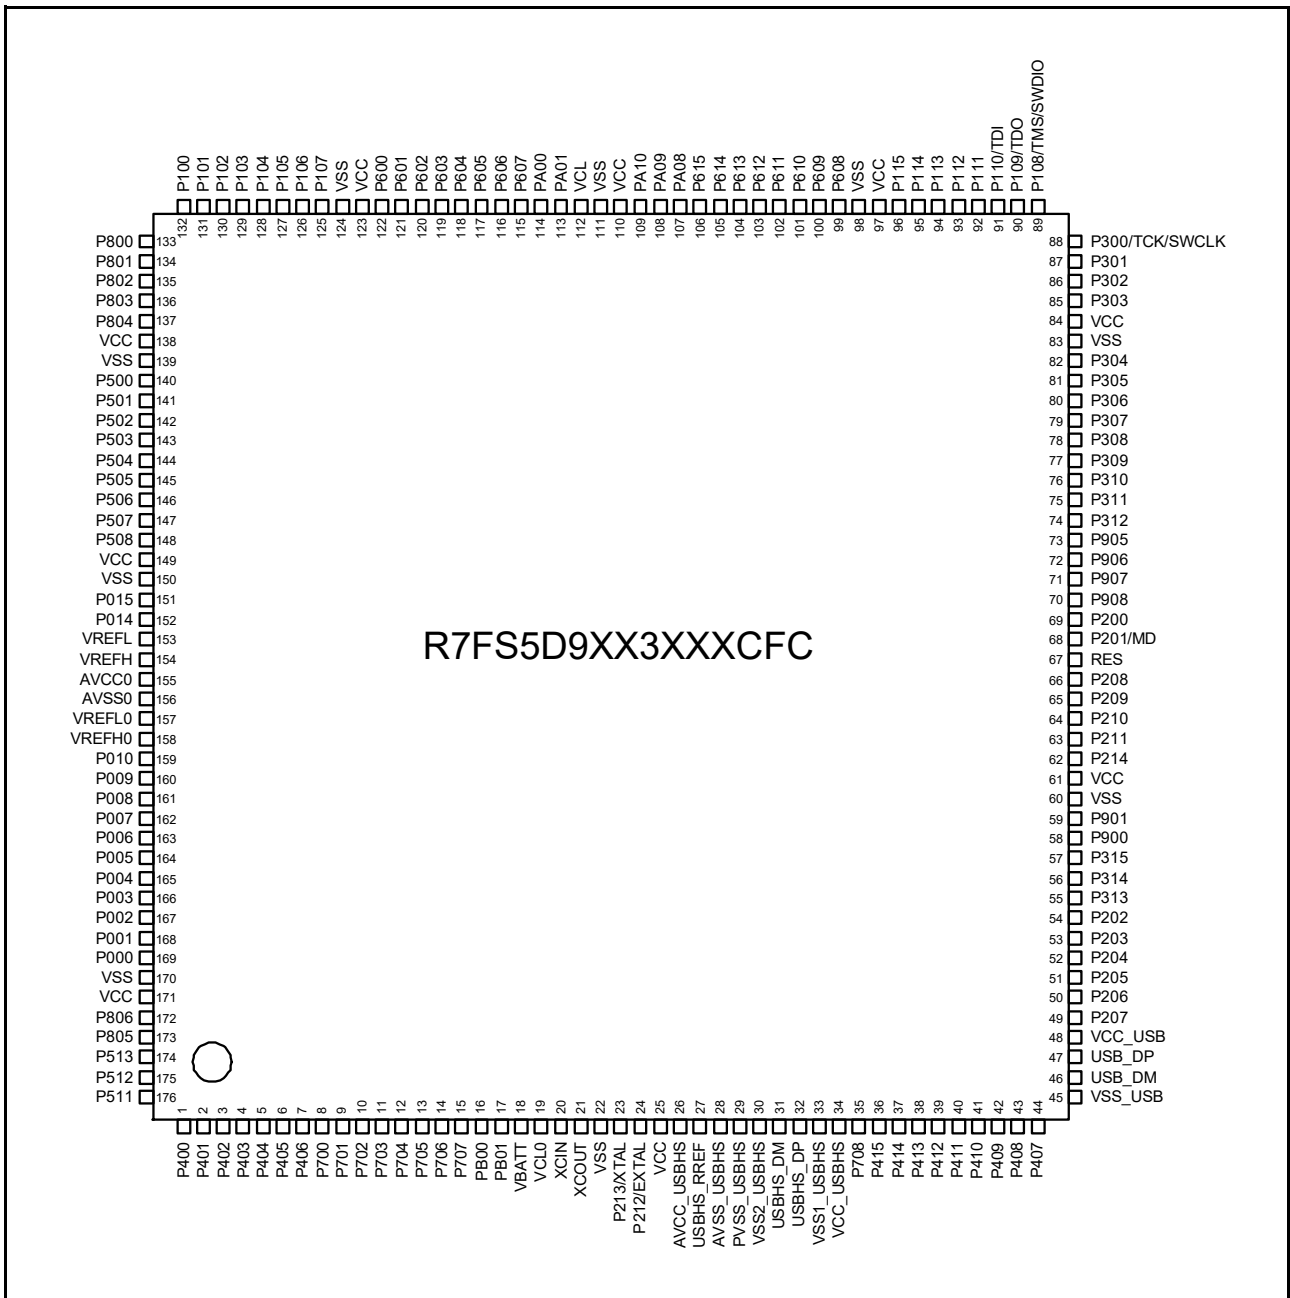 P100 P101 P102 P103 P104 P105 P106 P107 VSS VCC P600 P601 P602 P603 P604 P605 P606 P607 PA00 PA01 VCL VSS VCC PA10 PA09 PA08 P615 P614 P613 P612 P611 P610 P609 P608 VSS VCC P115 P114 P113 P112 P111 P110/TDI P109/TDO P108/TMS/SWDIO
132 131 130 129 128 127 126 125 124 123 122 121 120 119 118 117 116 115 114 113 112 111 110 109 108 107 106 105 104 103 102 101 100 99 98 97 96 95 94 93 92 91 90 89
P800 133
P801 134
P802 135
P803 136
P804 137
VCC 138
VSS 139
P500 140
P501 141
P502 142
P503 143
P504 144
P505 145
P506 146
P507 147
P508 148
VCC 149
VSS 150
P015 151
P014 152
VREFL 153
VREFH 154
AVCC0 155
AVSS0 156
VREFL0 157
VREFH0 158
P010 159
P009 160
P008 161
P007 162
P006 163
P005 164
P004 165
P003 166
P002 167
P001 168
P000 169
VSS 170
VCC 171
P806 172
P805 173
P513 174
P512 175
P511 176
R7FS5D9XX3XXXCFC
88 P300/TCK/SWCLK
87 P301
86 P302
85 P303
84 VCC
83 VSS
82 P304
81 P305
80 P306
79 P307
78 P308
77 P309
76 P310
75 P311
74 P312
73 P905
72 P906
71 P907
70 P908
69 P200
68 P201/MD
67 RES
66 P208
65 P209
64 P210
63 P211
62 P214
61 VCC
60 VSS
59 P901
58 P900
57 P315
56 P314
55 P313
54 P202
53 P203
52 P204
51 P205
50 P206
49 P207
48 VCC_USB
47 USB_DP
46 USB_DM
45 VSS_USB
1 2 3 4 5 6 7 8 9 10 11 12 13 14 15 16 17 18 19 20 21 22 23 24 25 26 27 28 29 30 31 32 33 34 35 36 37 38 39 40 41 42 43 44
P400 P401 P402 P403 P404 P405 P406 P700 P701 P702 P703 P704 P705 P706 P707 PB00 PB01 VBATT VCL0 XCIN XCOUT VSS P213/XTAL P212/EXTAL VCC AVCC_USBHS USBHS_RREF AVSS_USBHS PVSS_USBHS VSS2_USBHS USBHS_DM USBHS_DP VSS1_USBHS VCC_USBHS P708 P415 P414 P413 P412 P411 P410 P409 P408 P407